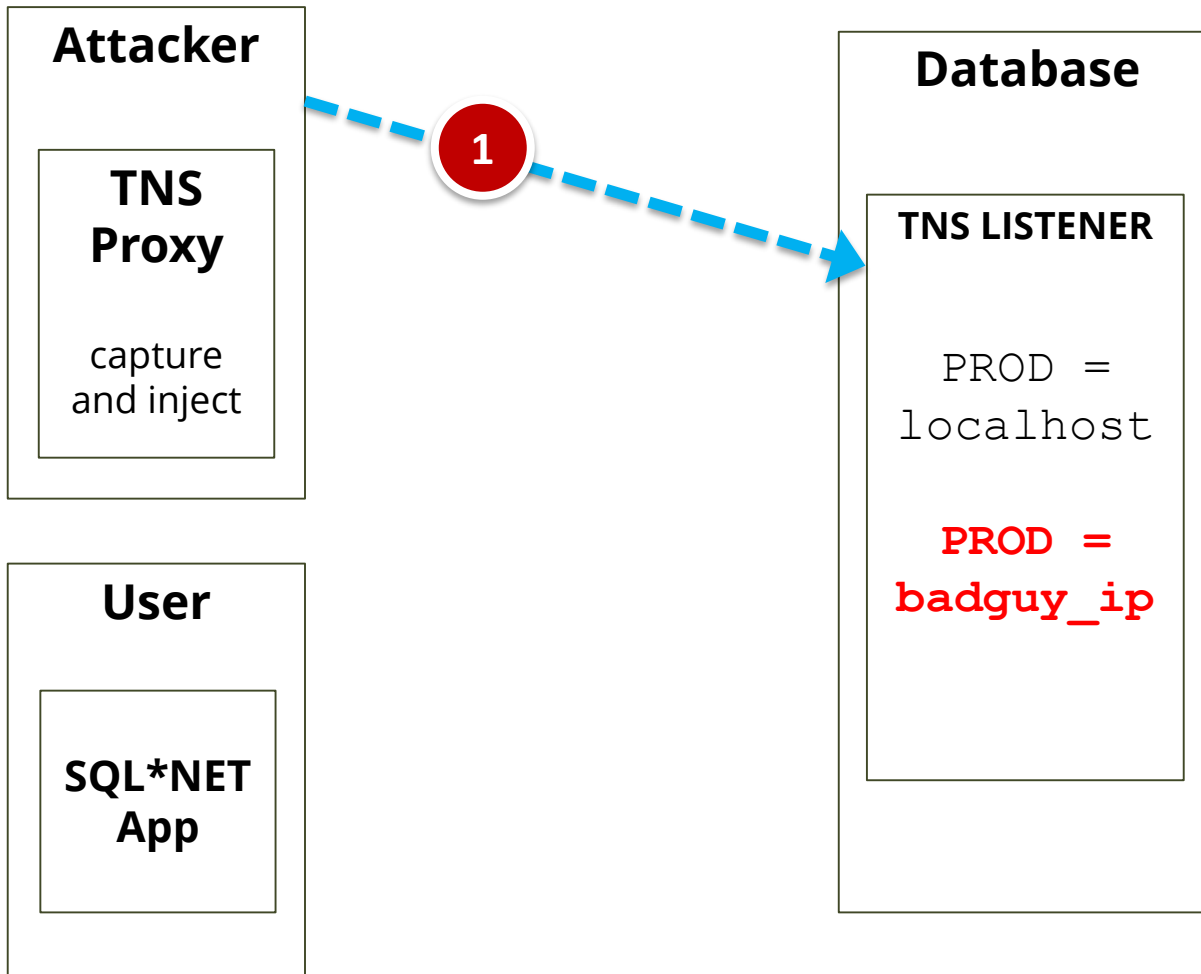 Attacker
TNS
Proxy
capture
and inject
1
Database
TNS LISTENER
PROD =
localhost
PROD =
badguy_ip
User
SQL*NET
App